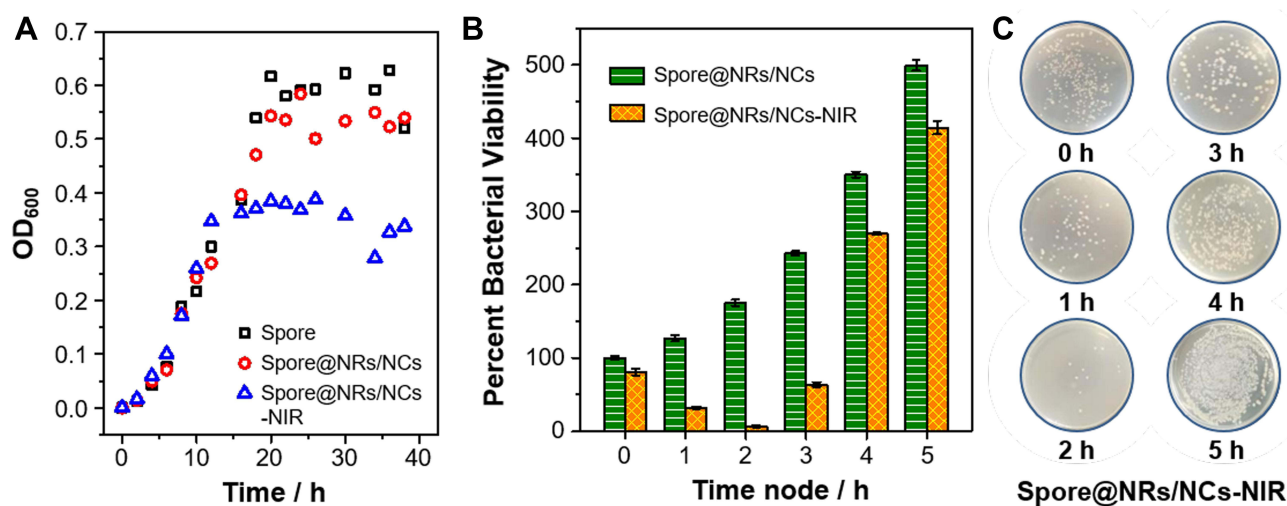 A
OD600
0.7
0.6
0.5
0.4
0.3
0.2
0.1
0.0
Spore
Spore@NRs/NCs
Spore@NRs/NCs
-NIR
0 10 20 30 40
Time / h
B
Percent Bacterial Viability
500
400
300
200
100
0
Spore@NRs/NCs
Spore@NRs/NCs-NIR
0 1 2 3 4 5
Time node / h
C
0 h 3 h
1 h 4 h
2 h 5 h
Spore@NRs/NCs-NIR